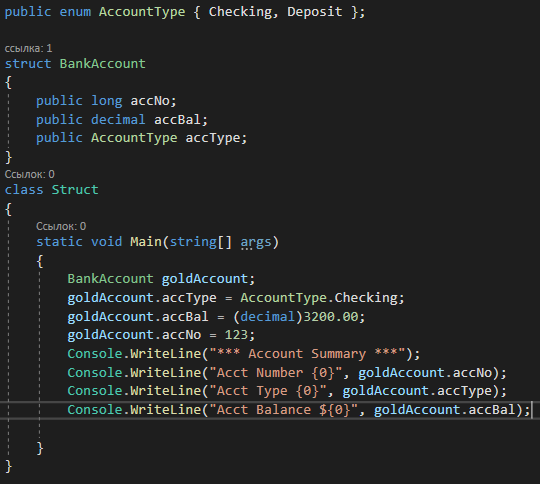 public enum AccountType { Checking, Deposit };
ссылка: 1
struct BankAccount
{
public long accNo;
public decimal accBal;
public AccountType accType;
}
Ссылок: 0
class Struct
{
Ссылок: 0
static void Main(string[] args)
{
BankAccount goldAccount;
goldAccount.accType = AccountType.Checking;
goldAccount.accBal = (decimal)3200.00;
goldAccount.accNo = 123;
Console.WriteLine("*** Account Summary ***");
Console.WriteLine("Acct Number {0}", goldAccount.accNo);
Console.WriteLine("Acct Type {0}", goldAccount.accType);
Console.WriteLine("Acct Balance ${0}", goldAccount.accBal);
}
}